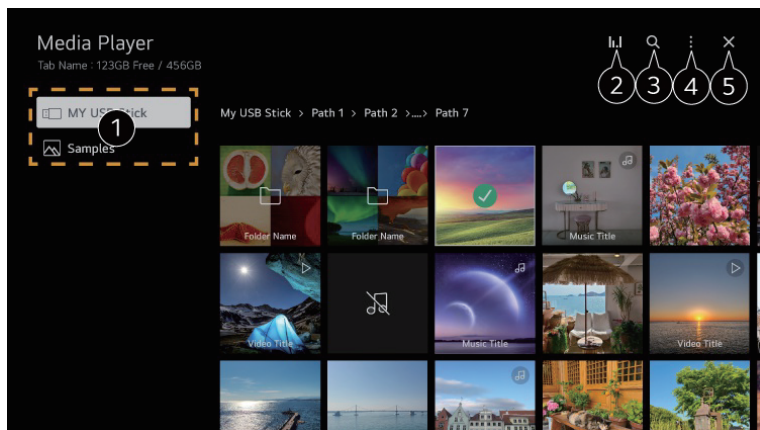 Media Player
Tab Name : 123GB Free / 456GB
2
3
4
5
MY USB Stick
1
Samples
My USB Stick > Path 1 > Path 2 >....> Path 7
Folder Name
Folder Name
Music Title
Video Title
Music Title
Video Title